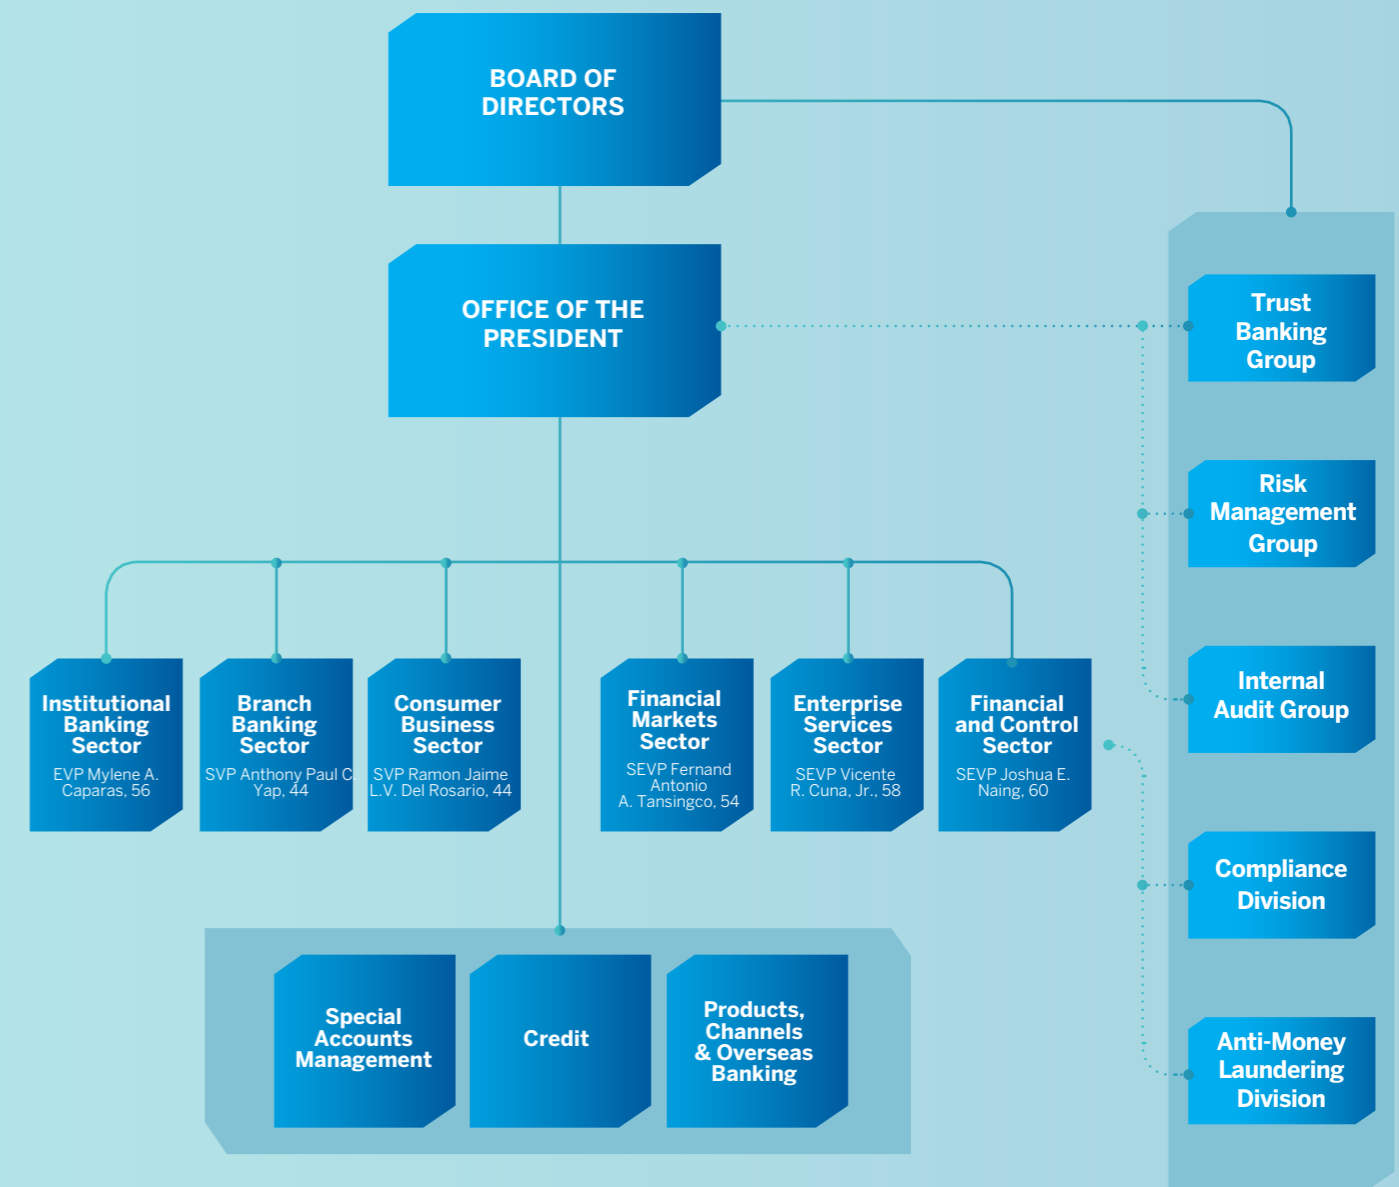 BOARD OF
DIRECTORS
OFFICE OF THE
PRESIDENT
Trust
Banking
Group
Risk
Management
Group
Internal
Audit Group
Compliance
Division
Anti-Money
Laundering
Division
Institutional
Banking
Sector
EVP Mylene A.
Caparas, 56
Branch
Banking
Sector
SVP Anthony Paul C.
Yap, 44
Consumer
Business
Sector
SVP Ramon Jaime
L.V. Del Rosario, 44
Financial
Markets
Sector
SEVP Fernand
Antonio
A. Tansingco, 54
Enterprise
Services
Sector
SEVP Vicente
R. Cuna, Jr., 58
Financial
and Control
Sector
SEVP Joshua E.
Naing, 60
Special
Accounts
Management
Credit
Products,
Channels
& Overseas
Banking